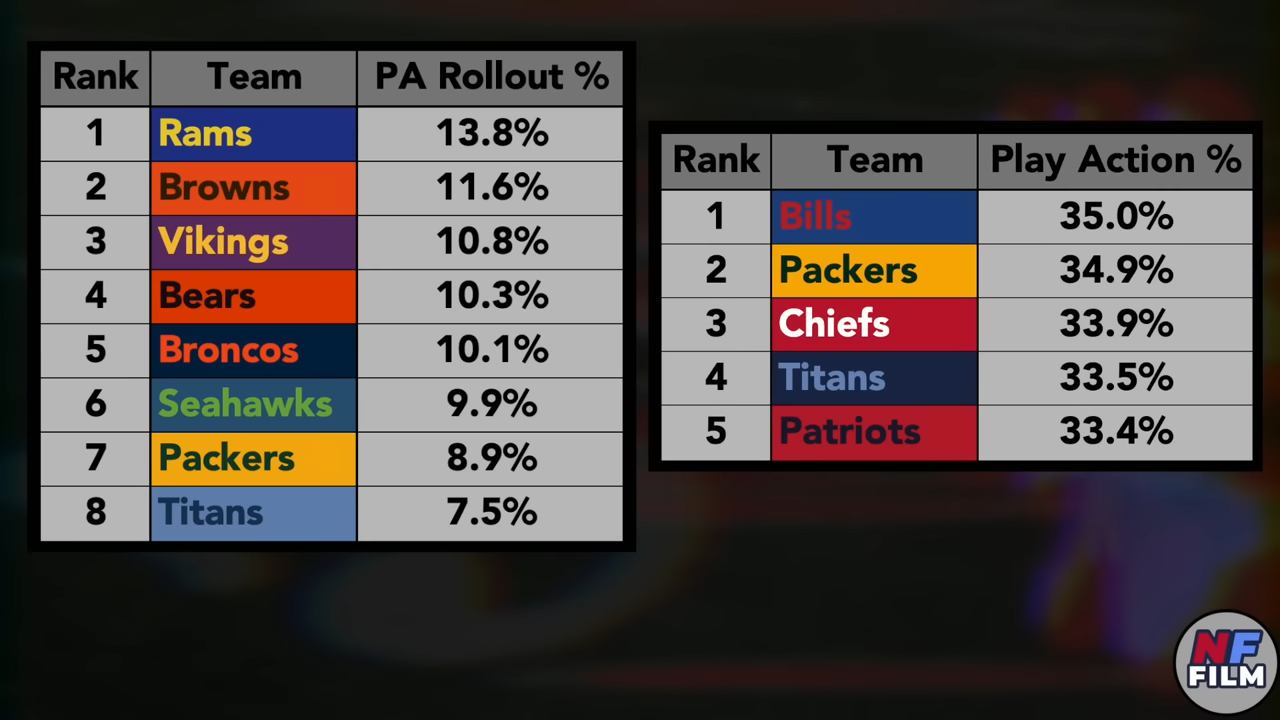 Rank Team PA Rollout %
1 Rams 13.8%
2 Browns 11.6%
3 Vikings 10.8%
4 Bears 10.3%
5 Broncos 10.1%
6 Seahawks 9.9%
7 Packers 8.9%
8 Titans 7.5%
Rank Team Play Action %
1 Bills 35.0%
2 Packers 34.9%
3 Chiefs 33.9%
4 Titans 33.5%
5 Patriots 33.4%
NF
FILM